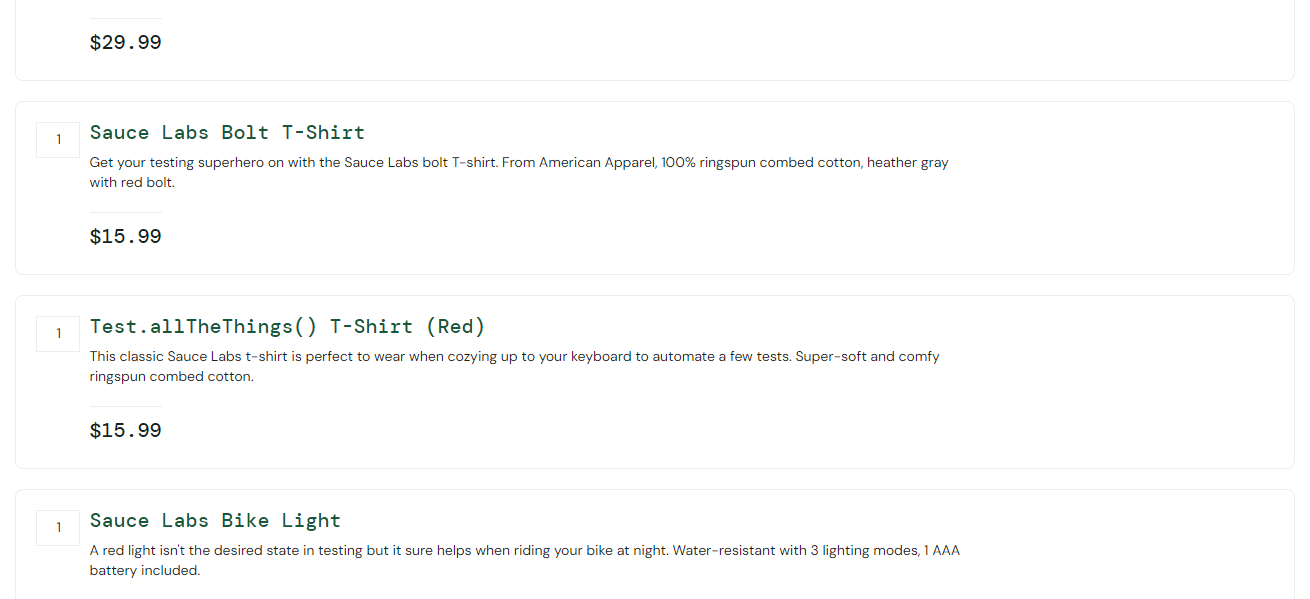 $29.99
1
Sauce Labs Bolt T-Shirt
Get your testing superhero on with the Sauce Labs bolt T-shirt. From American Apparel, 100% ringspun combed cotton, heather gray
with red bolt.
$15.99
1
Test.allTheThings() T-Shirt (Red)
This classic Sauce Labs t-shirt is perfect to wear when cozying up to your keyboard to automate a few tests. Super-soft and comfy
ringspun combed cotton.
$15.99
1
Sauce Labs Bike Light
A red light isn't the desired state in testing but it sure helps when riding your bike at night. Water-resistant with 3 lighting modes, 1 AAA
battery included.